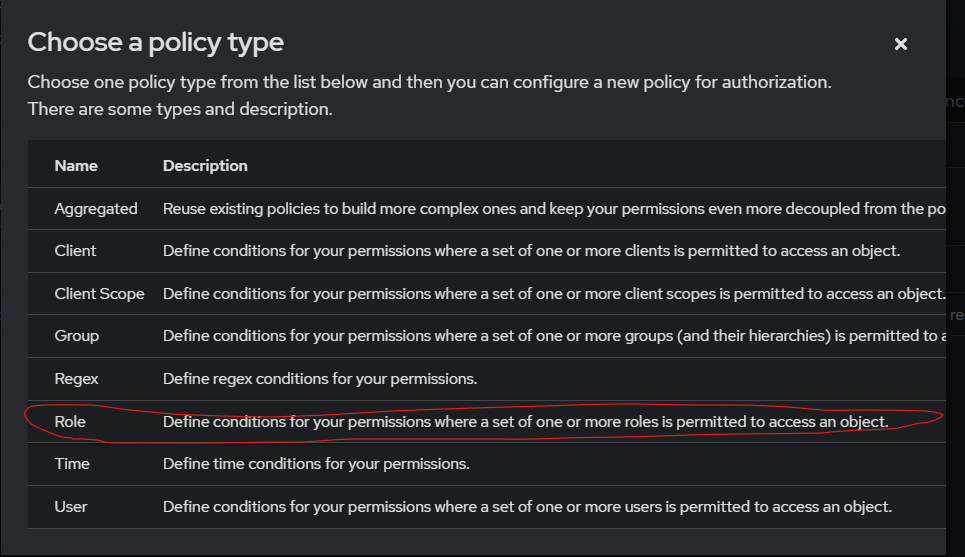 Choose a policy type
Choose one policy type from the list below and then you can configure a new policy for authorization.
There are some types and description.
Name Description
Aggregated Reuse existing policies to build more complex ones and keep your permissions even more decoupled from the po
Client Define conditions for your permissions where a set of one or more clients is permitted to access an object.
Client Scope Define conditions for your permissions where a set of one or more client scopes is permitted to access an object.
Group Define conditions for your permissions where a set of one or more groups (and their hierarchies) is permitted to a
Regex Define regex conditions for your permissions.
Role Define conditions for your permissions where a set of one or more roles is permitted to access an object.
Time Define time conditions for your permissions.
User Define conditions for your permissions where a set of one or more users is permitted to access an object.